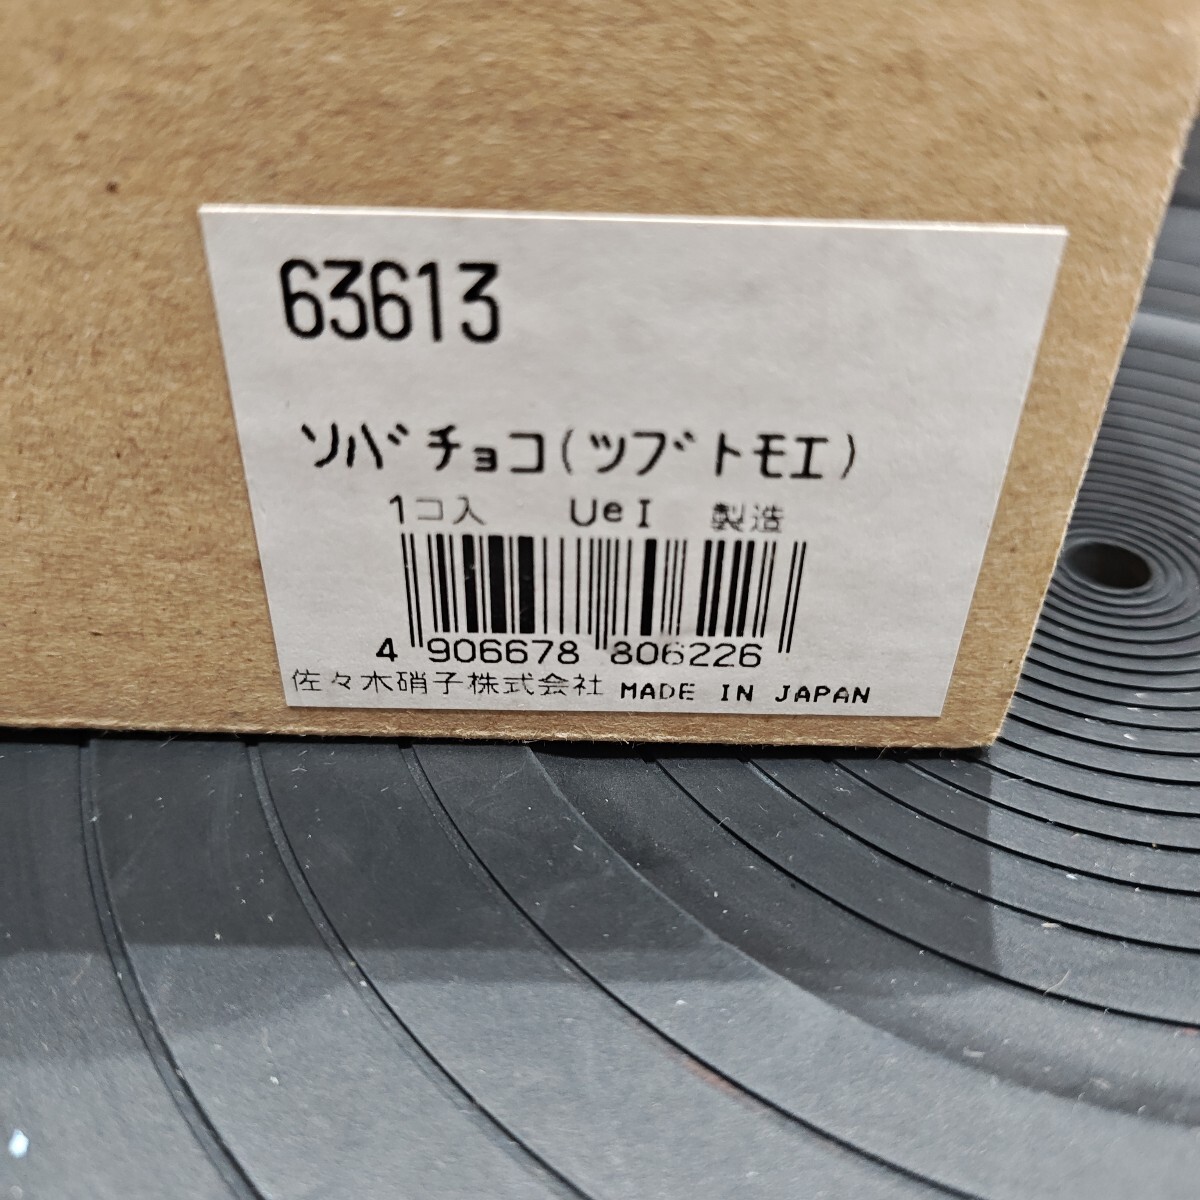 63613
ソバチョコ(ツブトモエ)
1コ入 UeI 製造
4 906678 806226
佐々木硝子株式会社 MADE IN JAPAN